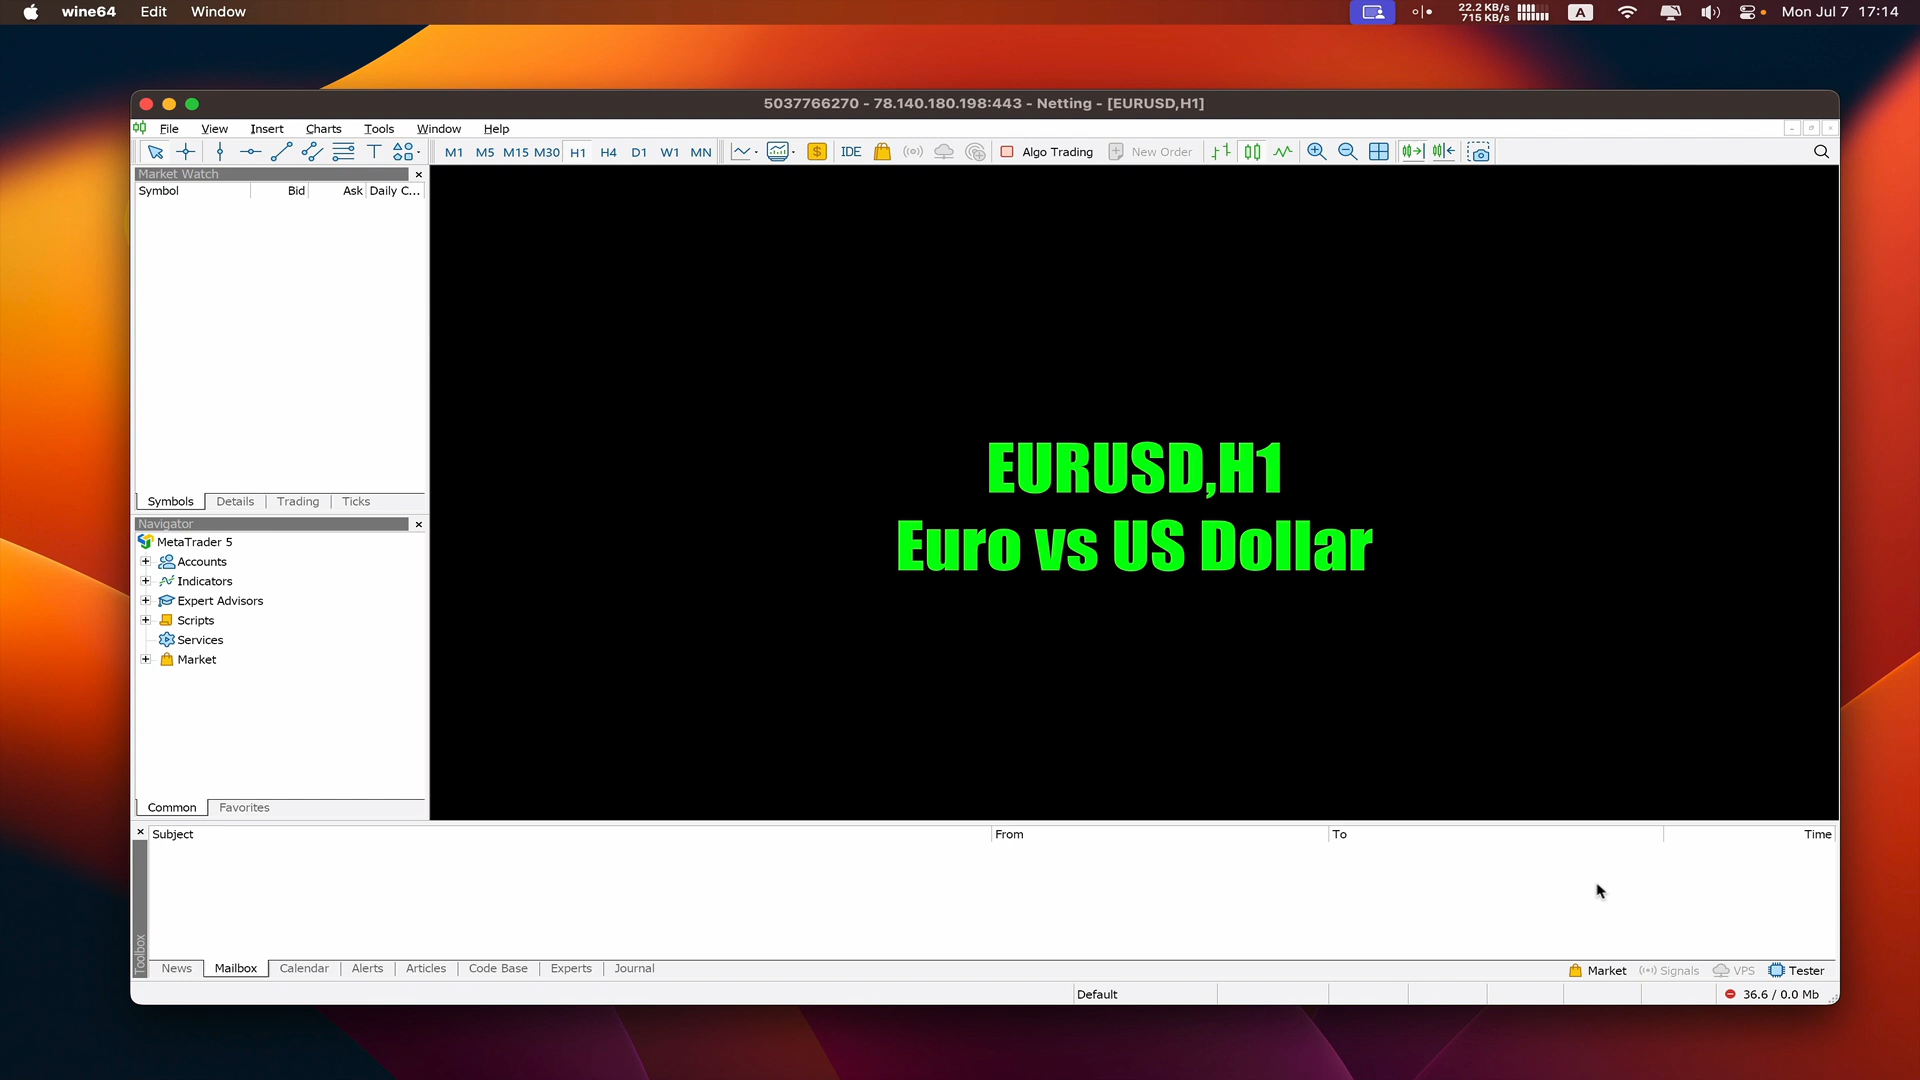 wine64 Edit Window
22.2 KB/s
715 KB/s
A
Mon Jul 7 17:14
5037766270 - 78.140.180.198:443 - Netting - [EURUSD,H1]
File View Insert Charts Tools Window Help
T M1 M5 M15 M30 H1 H4 D1 W1 MN $ IDE Algo Trading New Order
Market Watch
Symbol Bid Ask Daily C...
EURUSD,H1
Euro vs US Dollar
Symbols Details Trading Ticks
Navigator
MetaTrader 5
Accounts
Indicators
Expert Advisors
Scripts
Services
Market
Common Favorites
Subject From To Time
Toolbox
News Mailbox Calendar Alerts Articles Code Base Experts Journal
Market Signals VPS Tester
Default
36.6 / 0.0 Mb